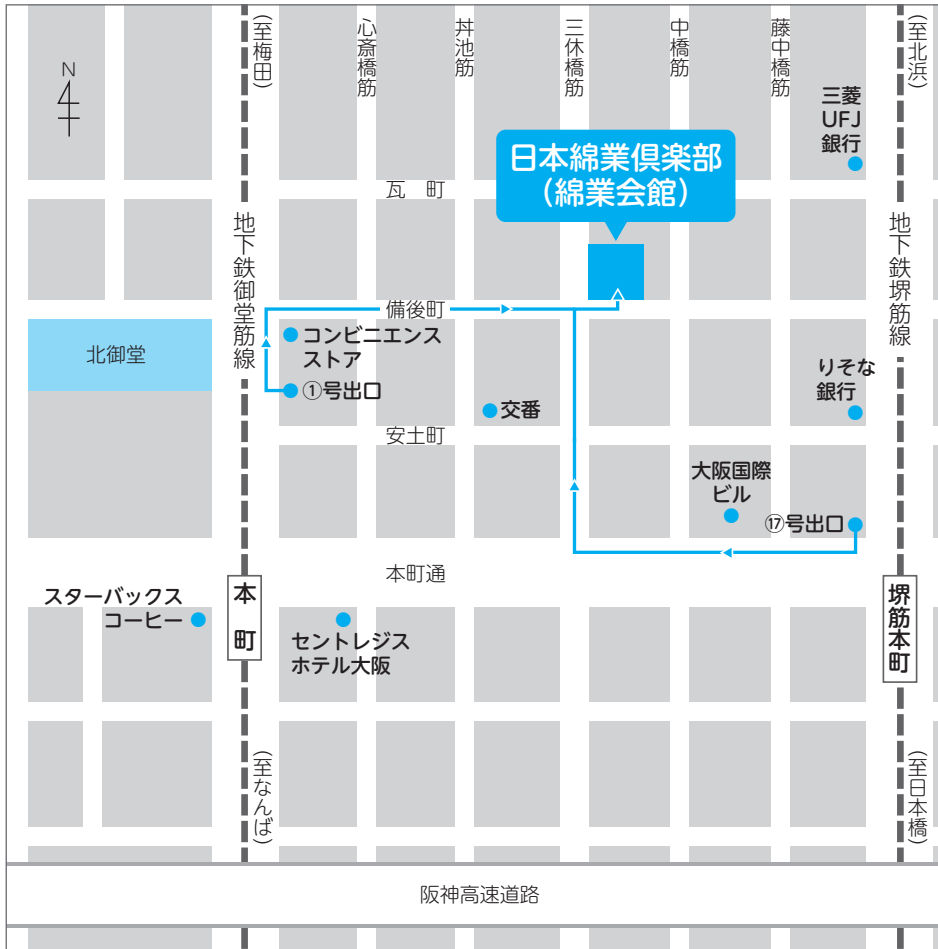 (至梅田)
心斎橋筋
丼池筋
三休橋筋
中橋筋
藤中橋筋
(至北浜)
N
三菱
UFJ
銀行
日本綿業倶楽部
(綿業会館)
瓦 町
地下鉄御堂筋線
地下鉄堺筋線
備後町
北御堂
コンビニエンス
ストア
①号出口
交番
りそな
銀行
安土町
大阪国際
ビル
⑰号出口
本町通
本町
堺筋本町
スターバックス
コーヒー
セントレジス
ホテル大阪
(至なんば)
(至日本橋)
阪神高速道路